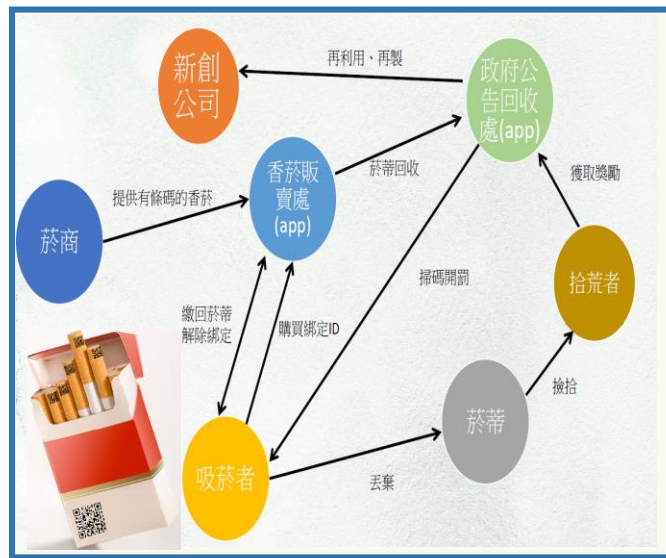 新創
公司
再利用、再製
政府公
告回收
處(app)
香菸販
賣處
(app)
菸蒂回收
提供有條碼的香菸
菸商
獲取獎勵
掃碼開罰
拾荒者
繳回菸蒂
解除綁定
購買綁定ID
菸蒂
撿拾
吸菸者
丟棄